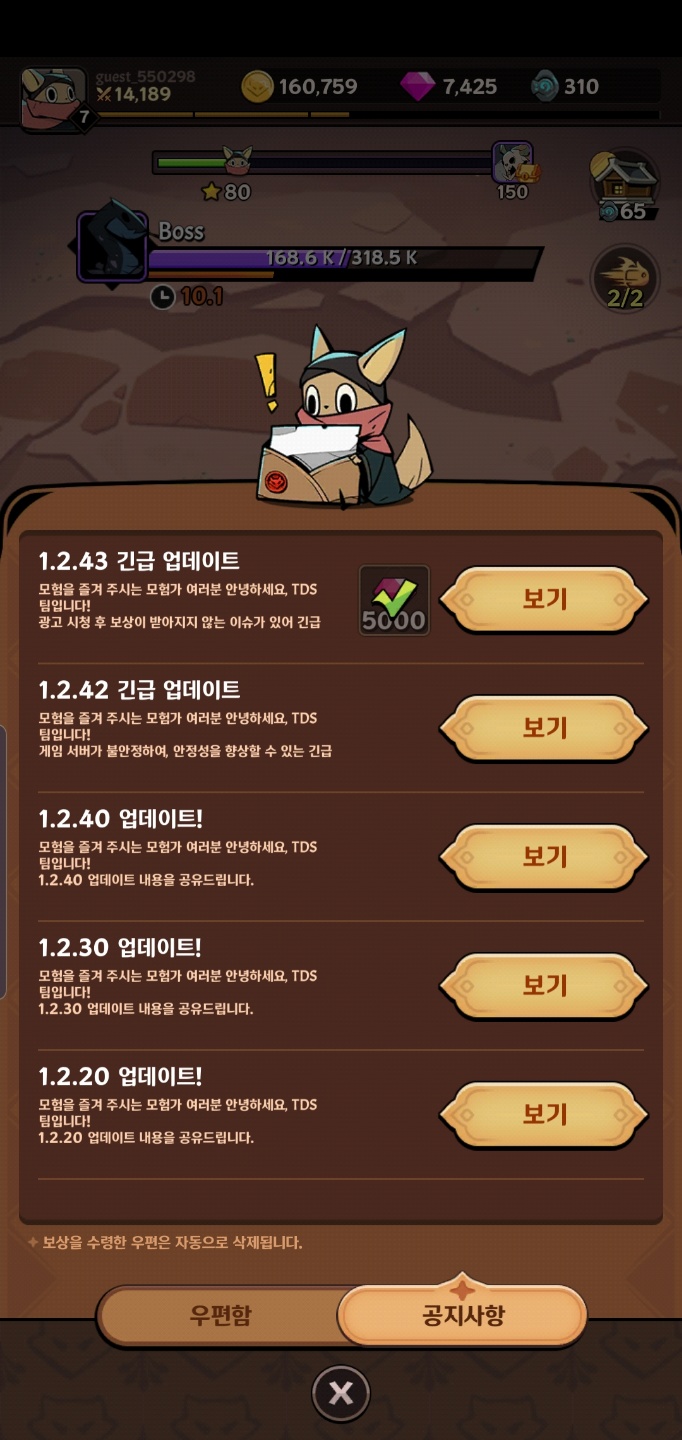 guest_550298
14,189
7
160,759
7,425
310
80
150
65
Boss
168.6 K / 318.5 K
10.1
2/2
1.2.43 긴급 업데이트
모험을 즐겨 주시는 모험가 여러분 안녕하세요, TDS
팀입니다!
광고 시청 후 보상이 받아지지 않는 이슈가 있어 긴급
5000
보기
1.2.42 긴급 업데이트
모험을 즐겨 주시는 모험가 여러분 안녕하세요, TDS
팀입니다!
게임 서버가 불안정하여, 안정성을 향상할 수 있는 긴급
보기
1.2.40 업데이트!
모험을 즐겨 주시는 모험가 여러분 안녕하세요, TDS
팀입니다!
1.2.40 업데이트 내용을 공유드립니다.
보기
1.2.30 업데이트!
모험을 즐겨 주시는 모험가 여러분 안녕하세요, TDS
팀입니다!
1.2.30 업데이트 내용을 공유드립니다.
보기
1.2.20 업데이트!
모험을 즐겨 주시는 모험가 여러분 안녕하세요, TDS
팀입니다!
1.2.20 업데이트 내용을 공유드립니다.
보기
보상을 수령한 우편은 자동으로 삭제됩니다.
우편함
공지사항
X